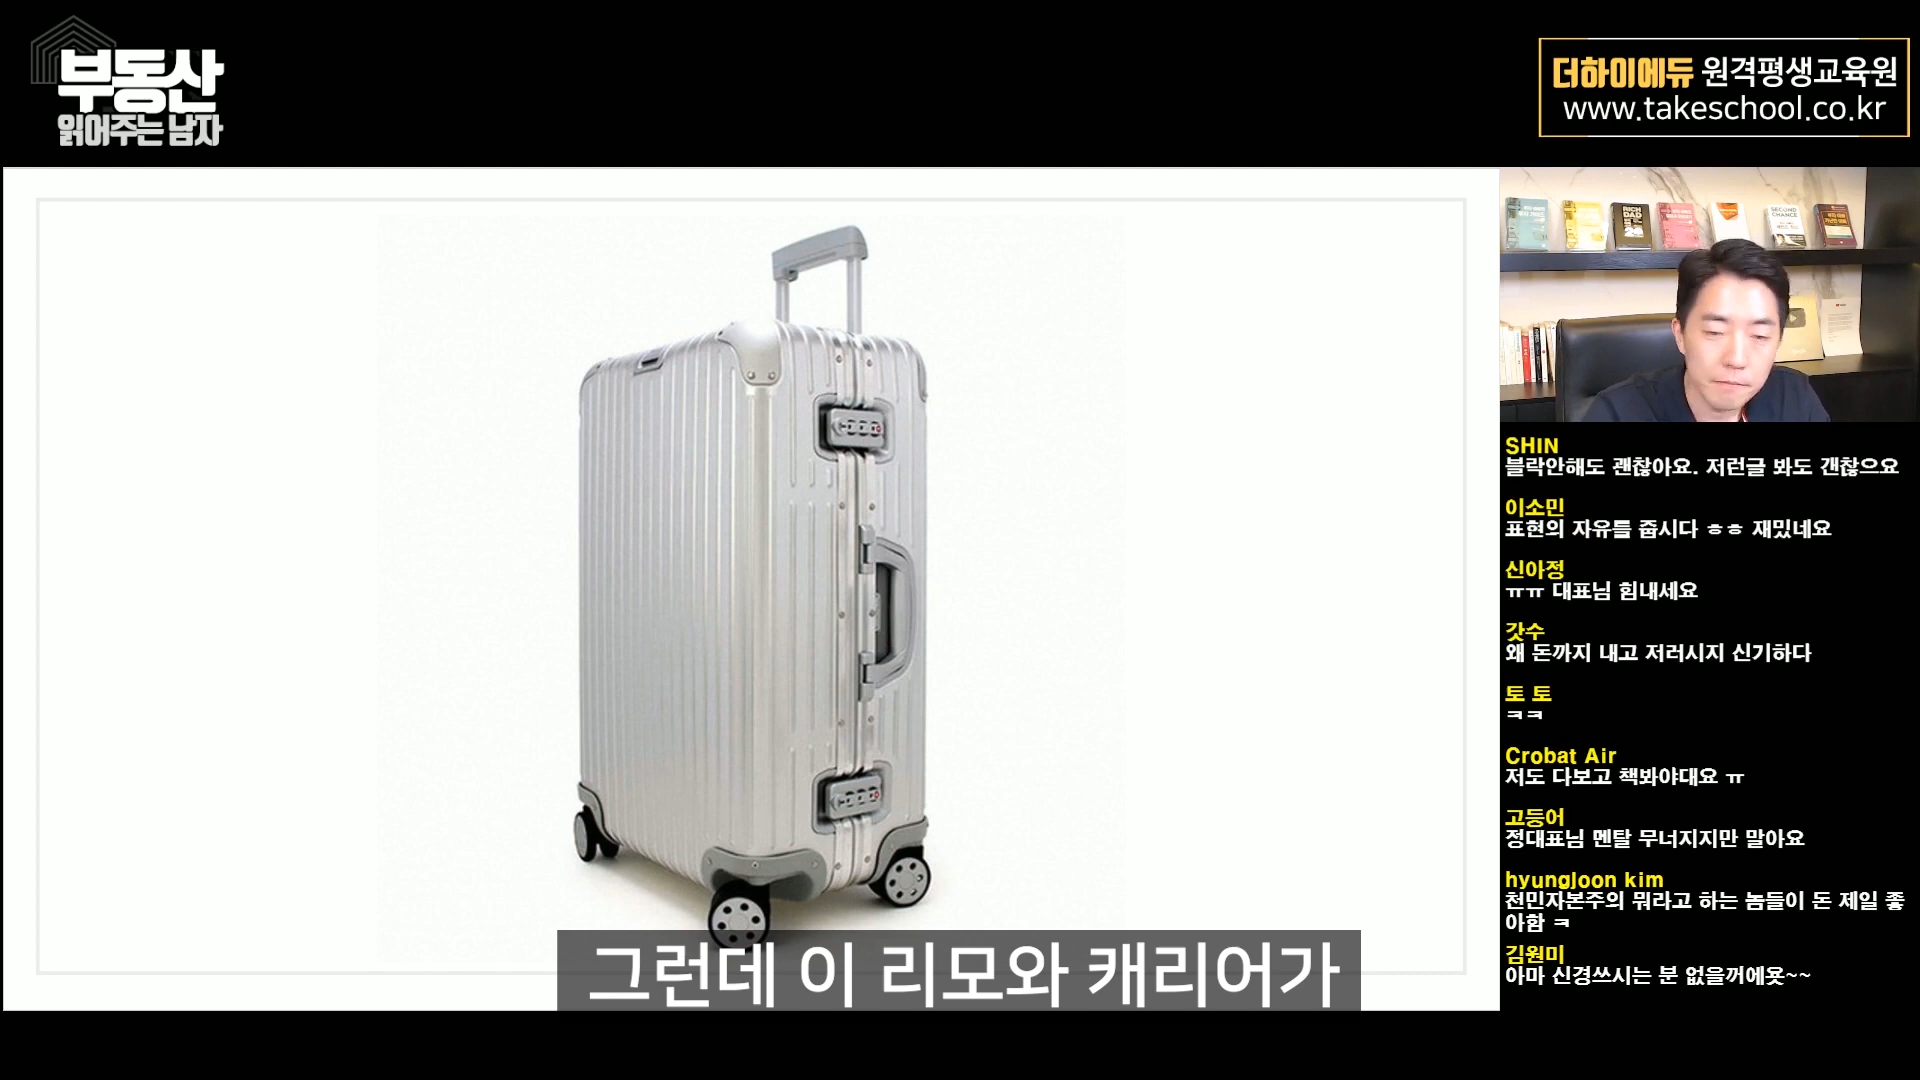 부동산
읽어주는 남자
더하이에듀 원격평생교육원
www.takeschool.co.kr
RICH
DAD
SECOND
CHANCE
SHIN
블락안해도 괜찮아요. 저런글 봐도 갠찮으요
이소민
표현의 자유틀 줍시다 ㅎㅎ 재밌네요
신아정
ㅠㅠ 대표님 힘내세요
갓수
왜 돈까지 내고 저러시지 신기하다
토 토
ㅋㅋ
Crobat Air
저도 다보고 책봐야대요 ㅠ
고등어
정대표님 멘탈 무너지지만 말아요
hyungJoon kim
천민자본주의 뭐라고 하는 놈들이 돈 제일 좋
아함 ㅋ
김원미
아마 신경쓰시는 분 없을꺼에욧~~
그런데 이 리모와 캐리어가